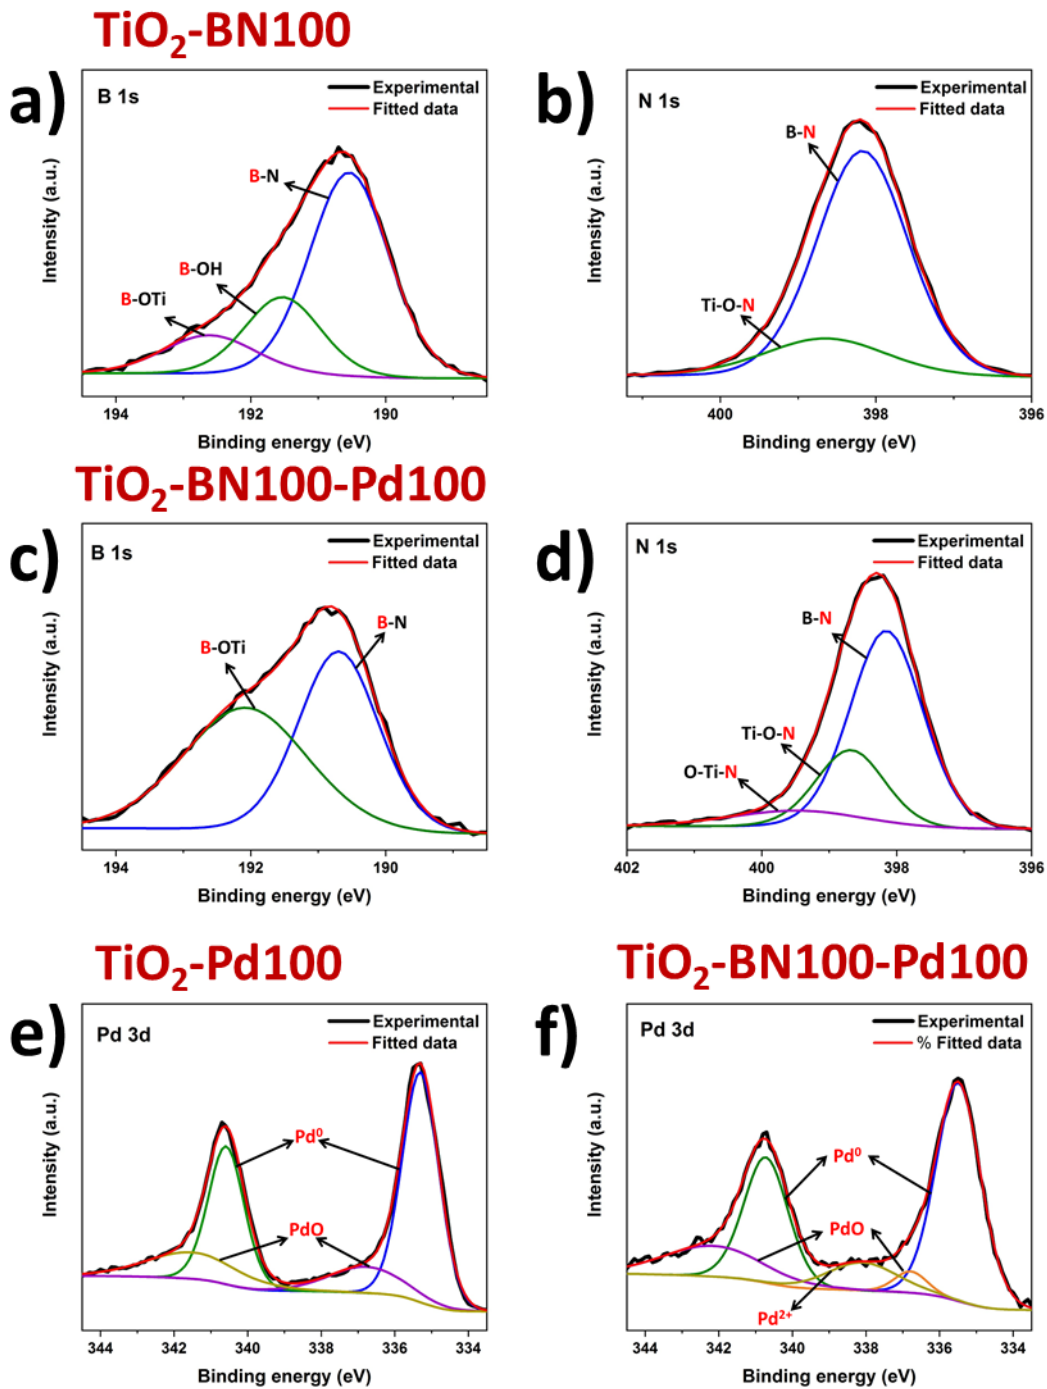 TiO₂-BN100
a)
B 1s
Experimental
Fitted data
B-N
B-OH
B-OTi
Intensity (a.u.)
194 192 190
Binding energy (eV)
b)
N 1s
Experimental
Fitted data
B-N
Ti-O-N
Intensity (a.u.)
400 398 396
Binding energy (eV)
TiO₂-BN100-Pd100
c)
B 1s
Experimental
Fitted data
B-N
B-OTi
Intensity (a.u.)
194 192 190
Binding energy (eV)
d)
N 1s
Experimental
Fitted data
B-N
Ti-O-N
O-Ti-N
Intensity (a.u.)
402 400 398 396
Binding energy (eV)
TiO₂-Pd100
e)
Pd 3d
Experimental
Fitted data
Pd⁰
PdO
Intensity (a.u.)
344 342 340 338 336 334
Binding energy (eV)
TiO₂-BN100-Pd100
f)
Pd 3d
Experimental
% Fitted data
Pd⁰
PdO
Pd²⁺
Intensity (a.u.)
344 342 340 338 336 334
Binding energy (eV)